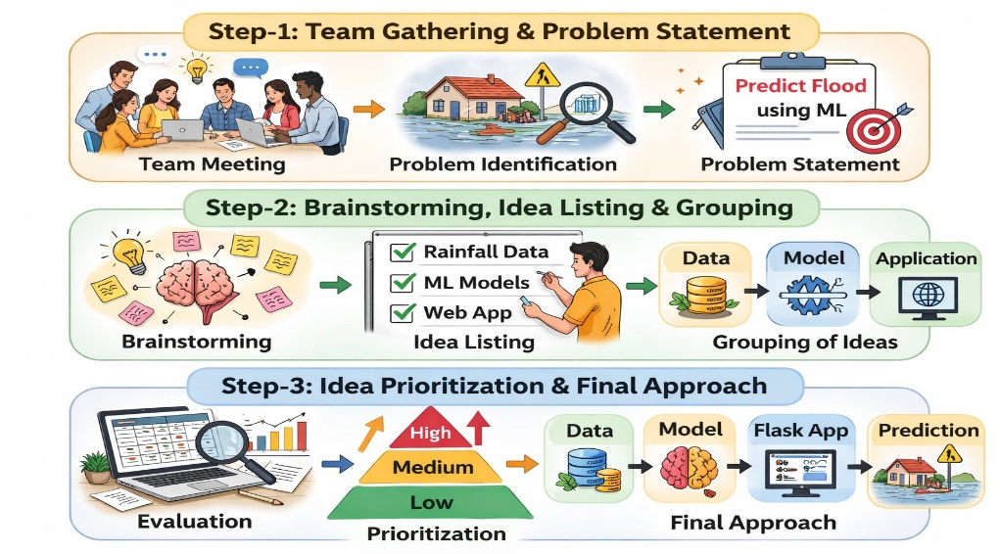 Step-1: Team Gathering & Problem Statement
Predict Flood
using ML
Team Meeting
Problem Identification
Problem Statement
Step-2: Brainstorming, Idea Listing & Grouping
Rainfall Data
ML Models
Web App
Data
Model
Application
Brainstorming
Idea Listing
Grouping of Ideas
Step-3: Idea Prioritization & Final Approach
High
Medium
Low
Data
Model
Flask App
Prediction
Evaluation
Prioritization
Final Approach